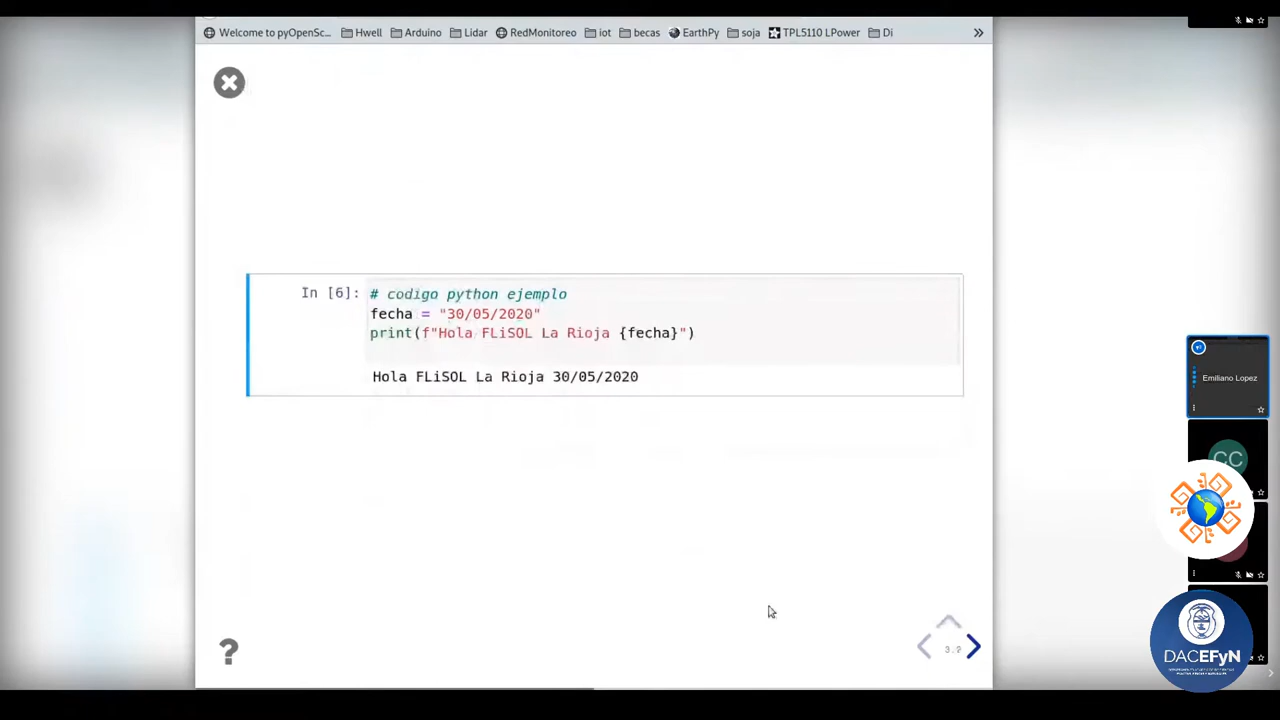 Welcome to pyOpenSc... Hwell Arduino Lidar RedMonitoreo iot becas EarthPy soja TPL5110 LPower Di »
In [6]: # codigo python ejemplo
fecha = "30/05/2020"
print(f"Hola FLiSOL La Rioja {fecha}")
Hola FLiSOL La Rioja 30/05/2020
Emiliano Lopez
CC
DACEFyN
?